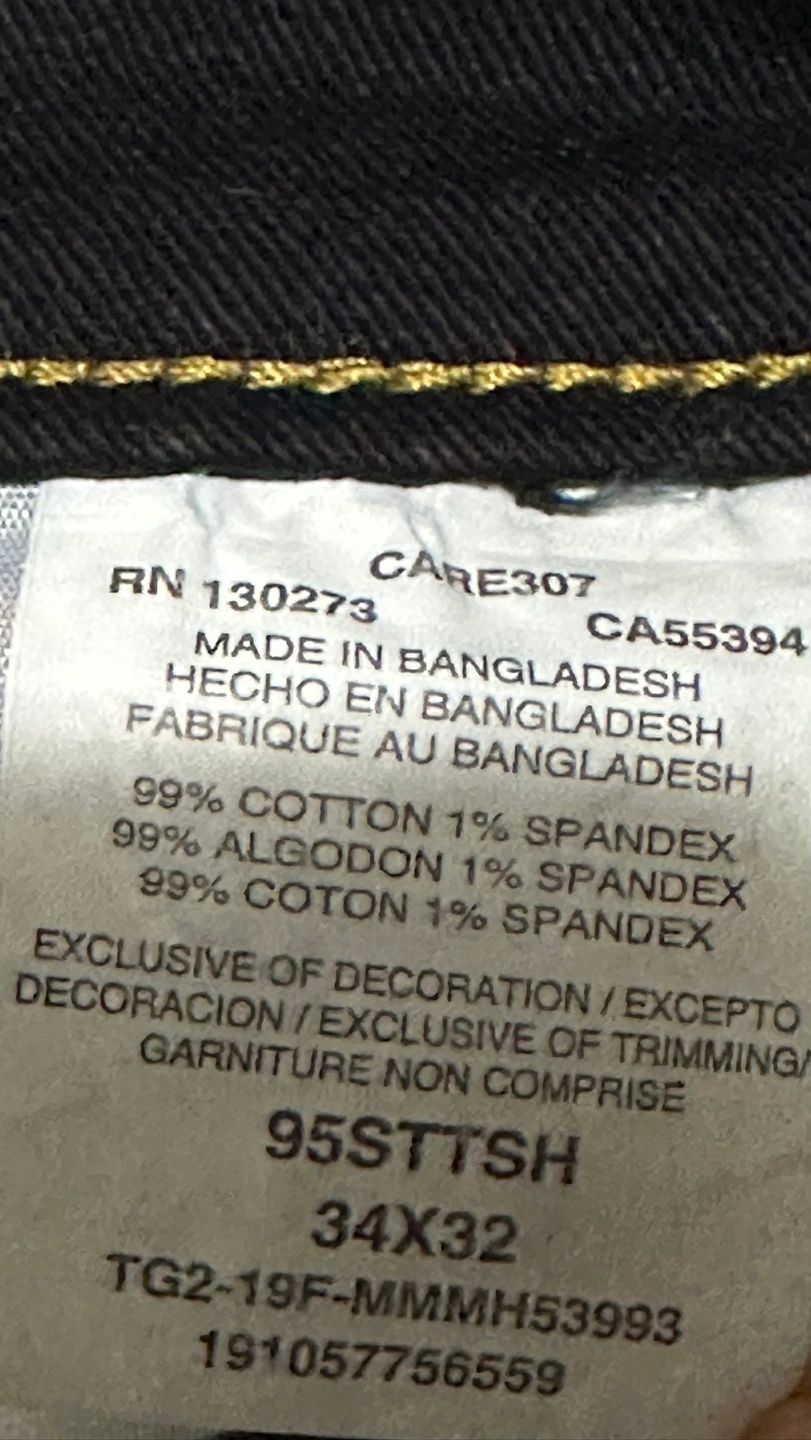 CARE307
RN 130273 CA55394
MADE IN BANGLADESH
HECHO EN BANGLADESH
FABRIQUE AU BANGLADESH
99% COTTON 1% SPANDEX
99% ALGODON 1% SPANDEX
99% COTON 1% SPANDEX
EXCLUSIVE OF DECORATION / EXCEPTO
DECORACION / EXCLUSIVE OF TRIMMING/
GARNITURE NON COMPRISE
95STTSH
34X32
TG2-19F-MMMH53993
191057756559